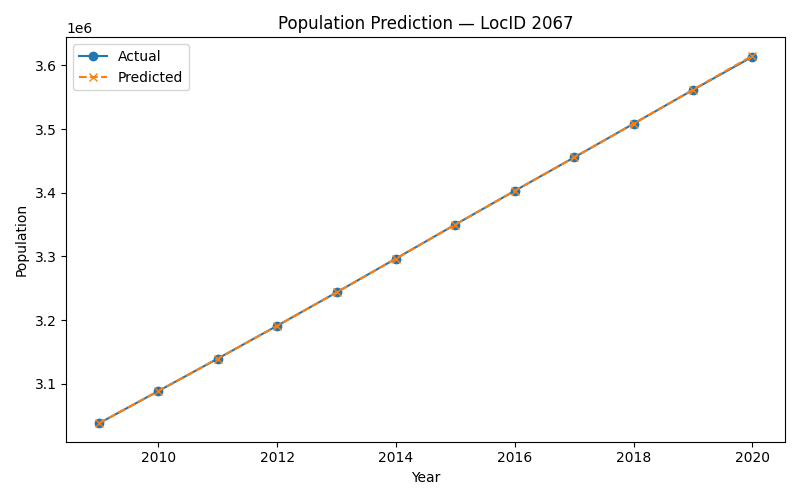 Population Prediction — LocID 2067
1e6
Actual
Predicted
3.6
3.5
3.4
3.3
3.2
3.1
Population
2010 2012 2014 2016 2018 2020
Year